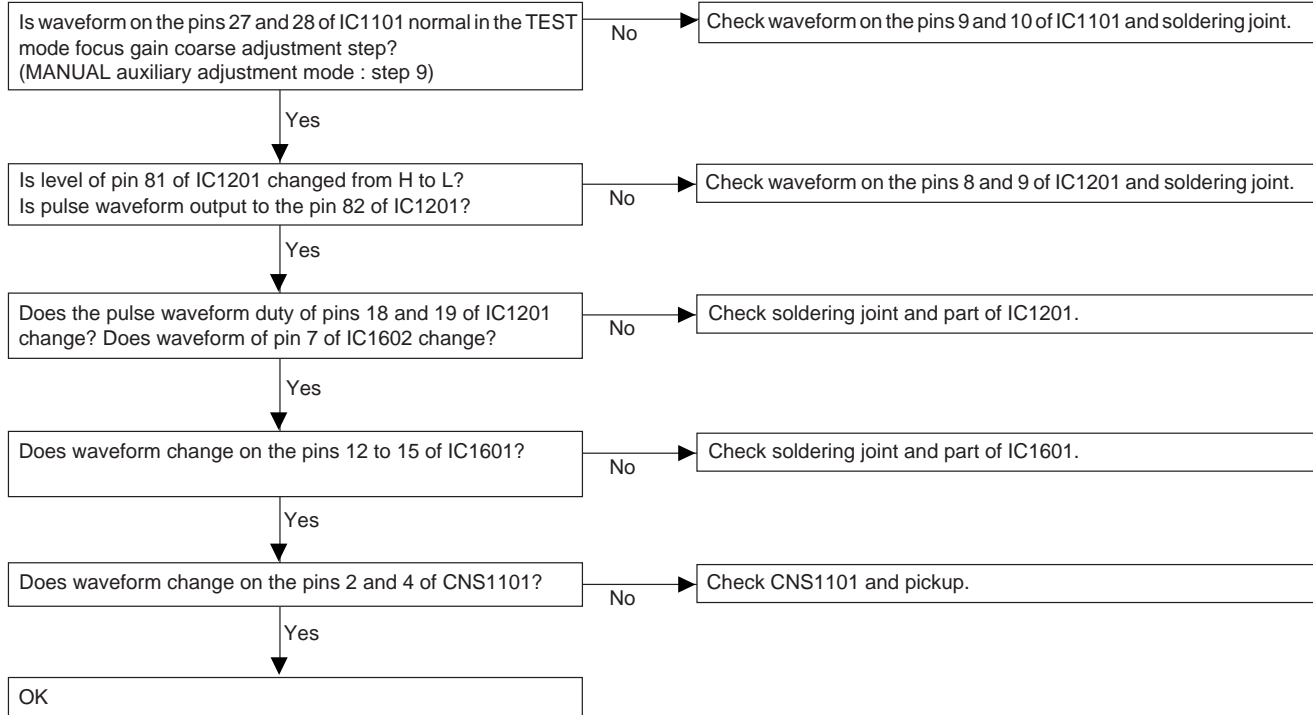 Is waveform on the pins 27 and 28 of IC1101 normal in the TEST
mode focus gain coarse adjustment step?
(MANUAL auxiliary adjustment mode : step 9)
No
Check waveform on the pins 9 and 10 of IC1101 and soldering joint.
Yes
Is level of pin 81 of IC1201 changed from H to L?
Is pulse waveform output to the pin 82 of IC1201?
No
Check waveform on the pins 8 and 9 of IC1201 and soldering joint.
Yes
Does the pulse waveform duty of pins 18 and 19 of IC1201
change? Does waveform of pin 7 of IC1602 change?
No
Check soldering joint and part of IC1201.
Yes
Does waveform change on the pins 12 to 15 of IC1601?
No
Check soldering joint and part of IC1601.
Yes
Does waveform change on the pins 2 and 4 of CNS1101?
No
Check CNS1101 and pickup.
Yes
OK